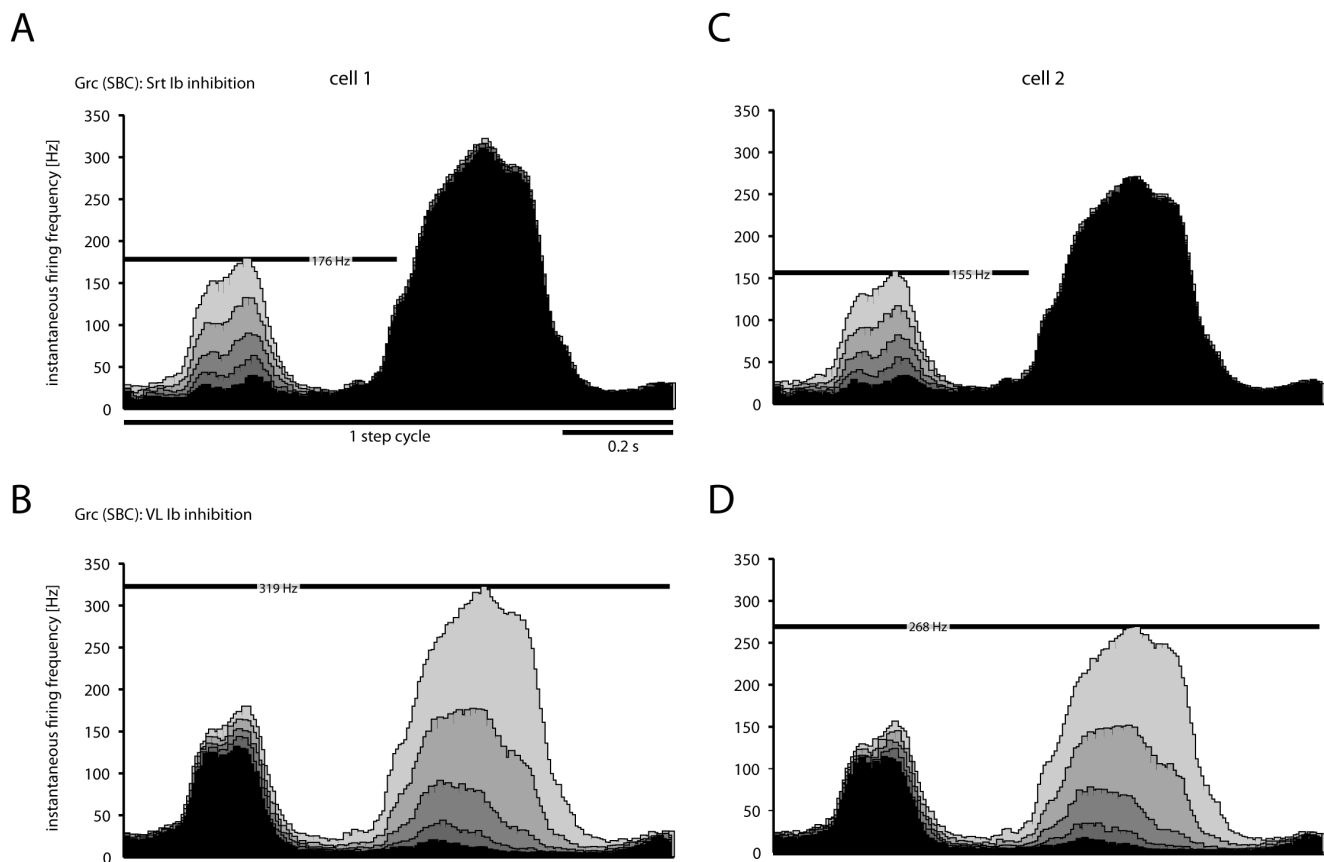 A
C
Grc (SBC): Srt Ib inhibition
cell 1
cell 2
instantaneous firing frequency [Hz]
350
300
250
200
150
100
50
0
176 Hz
1 step cycle
0.2 s
350
300
250
200
150
100
50
0
155 Hz
B
D
Grc (SBC): VL Ib inhibition
instantaneous firing frequency [Hz]
350
300
250
200
150
100
50
0
319 Hz
350
300
250
200
150
100
50
0
268 Hz